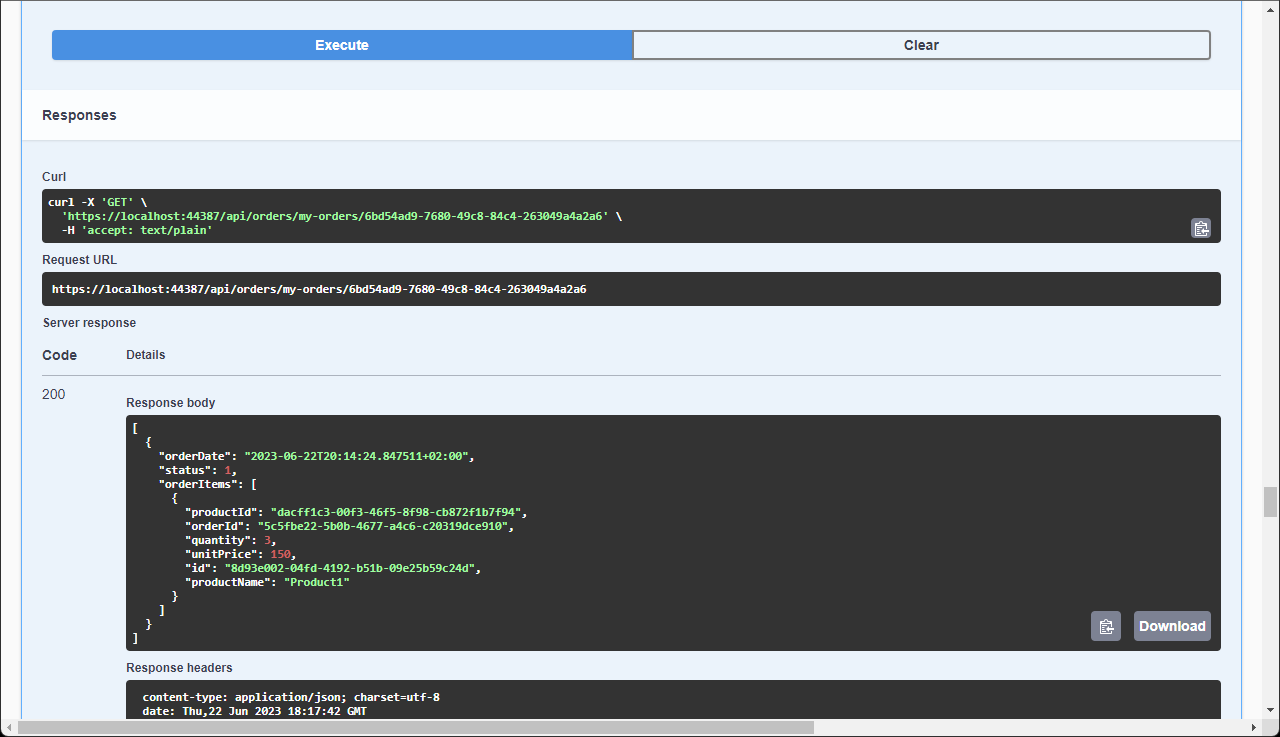 Execute Clear
Responses
Curl
curl -X 'GET' \
  'https://localhost:44387/api/orders/my-orders/6bd54ad9-7680-49c8-84c4-263049a4a2a6' \
  -H 'accept: text/plain'
Request URL
https://localhost:44387/api/orders/my-orders/6bd54ad9-7680-49c8-84c4-263049a4a2a6
Server response
Code Details
200
Response body
[
  {
    "orderDate": "2023-06-22T20:14:24.847511+02:00",
    "status": 1,
    "orderItems": [
      {
        "productId": "dacff1c3-00f3-46f5-8f98-cb872f1b7f94",
        "orderId": "5c5fbe22-5b0b-4677-a4c6-c20319dce910",
        "quantity": 3,
        "unitPrice": 150,
        "id": "8d93e002-04fd-4192-b51b-09e25b59c24d",
        "productName": "Product1"
      }
    ]
  }
]
Download
Response headers
content-type: application/json; charset=utf-8
date: Thu,22 Jun 2023 18:17:42 GMT